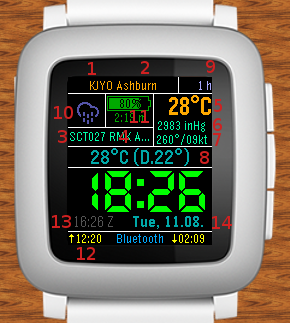 1 2 9
KJYO Ashburn 1 h
10 80% 11 28°C 5
2983 inHg 6
3 SCT027 RMK A... 4 260°/09kt 7
28°C (D.22°) 8
18:26
13 16:26 Z Tue, 11.08. 14
↑12:20 Bluetooth ↓02:09
12